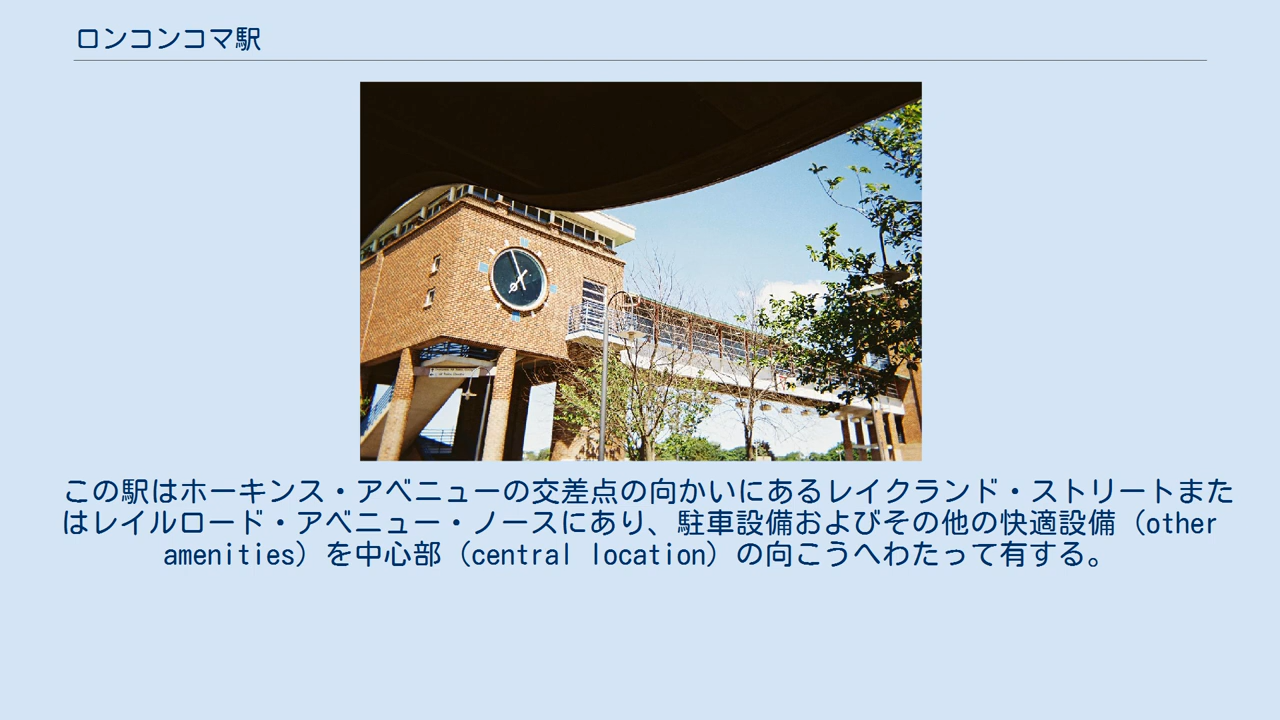 ロンコンコマ駅
この駅はホーキンス・アベニューの交差点の向かいにあるレイクランド・ストリートまた
はレイルロード・アベニュー・ノースにあり、駐車設備およびその他の快適設備（other
amenities）を中心部（central location）の向こうへわたって有する。